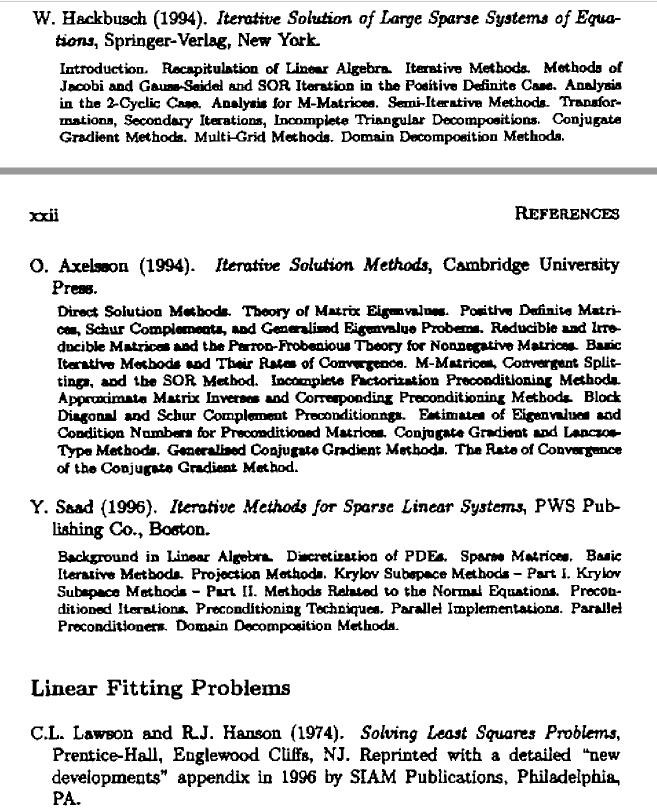 W. Hackbusch (1994). Iterative Solution of Large Sparse Systems of Equa-
tions, Springer-Verlag, New York.
Introduction. Recapitulation of Linear Algebra. Iterative Methods. Methods of
Jacobi and Gauss-Seidel and SOR Iteration in the Positive Definite Case. Analysis
in the 2-Cyclic Case. Analysis for M-Matrices. Semi-Iterative Methods. Transfor-
mations, Secondary Iterations, Incomplete Triangular Decompositions. Conjugate
Gradient Methods. Multi-Grid Methods. Domain Decomposition Methods.
xxii REFERENCES
O. Axelsson (1994). Iterative Solution Methods, Cambridge University
Press.
Direct Solution Methods. Theory of Matrix Eigenvalues. Positive Definite Matri-
ces, Schur Complements, and Generalized Eigenvalue Probems. Reducible and Irre-
ducible Matrices and the Perron-Frobenious Theory for Nonnegative Matrices. Basic
Iterative Methods and Their Rates of Convergence. M-Matrices, Convergent Split-
tings, and the SOR Method. Incomplete Factorization Preconditioning Methods.
Approximate Matrix Inverses and Corresponding Preconditioning Methods. Block
Diagonal and Schur Complement Preconditionngs. Estimates of Eigenvalues and
Condition Numbers for Preconditioned Matrices. Conjugate Gradient and Lanczos-
Type Methods. Generalized Conjugate Gradient Methods. The Rate of Convergence
of the Conjugate Gradient Method.
Y. Saad (1996). Iterative Methods for Sparse Linear Systems, PWS Pub-
lishing Co., Boston.
Background in Linear Algebra. Discretization of PDEs. Sparse Matrices. Basic
Iterative Methods. Projection Methods. Krylov Subspace Methods – Part I. Krylov
Subspace Methods – Part II. Methods Related to the Normal Equations. Precon-
ditioned Iterations. Preconditioning Techniques. Parallel Implementations. Parallel
Preconditioners. Domain Decomposition Methods.
Linear Fitting Problems
C.L. Lawson and R.J. Hanson (1974). Solving Least Squares Problems,
Prentice-Hall, Englewood Cliffs, NJ. Reprinted with a detailed "new
developments" appendix in 1996 by SIAM Publications, Philadelphia,
PA.